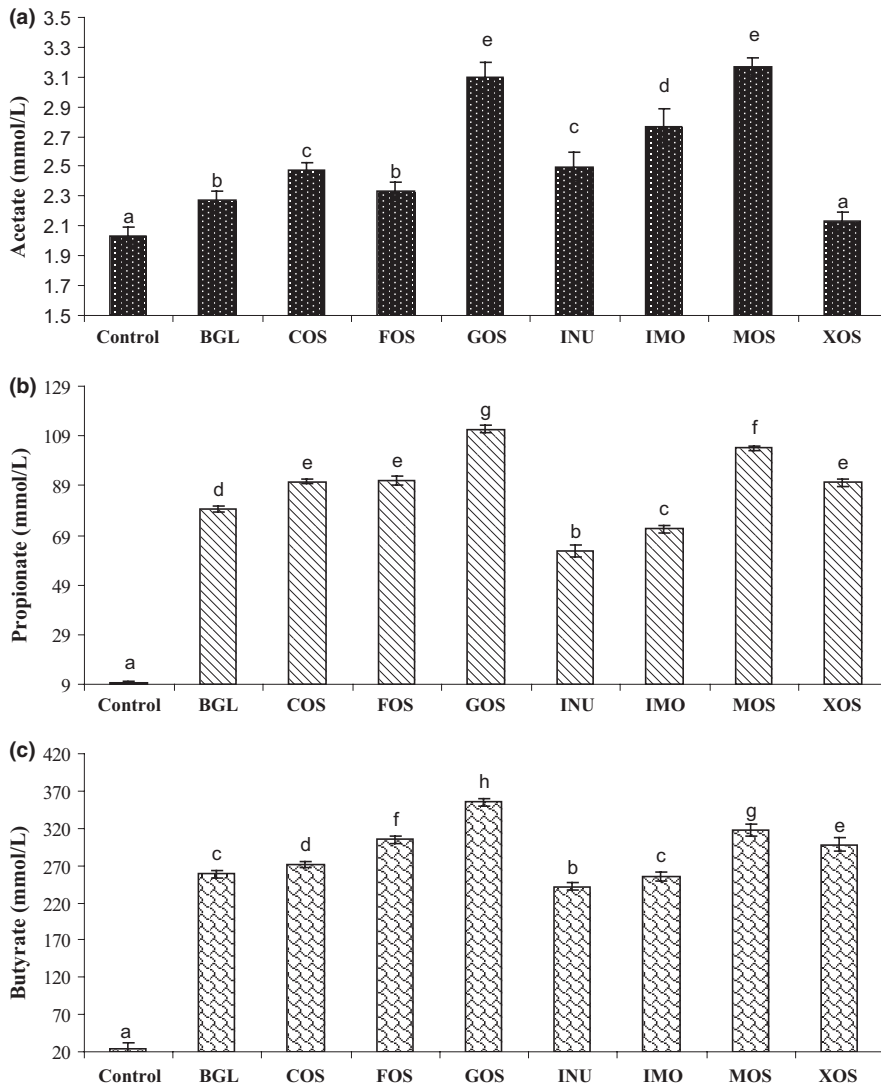 (a)
Acetate (mmol/L)
3.5
3.3
3.1
2.9
2.7
2.5
2.3
2.1
1.9
1.7
1.5
a
b
c
b
e
c
d
e
a
Control BGL COS FOS GOS INU IMO MOS XOS
(b)
Propionate (mmol/L)
129
109
89
69
49
29
9
a
d
e
e
g
b
c
f
e
Control BGL COS FOS GOS INU IMO MOS XOS
(c)
Butyrate (mmol/L)
420
370
320
270
220
170
120
70
20
a
c
d
f
h
b
c
g
e
Control BGL COS FOS GOS INU IMO MOS XOS